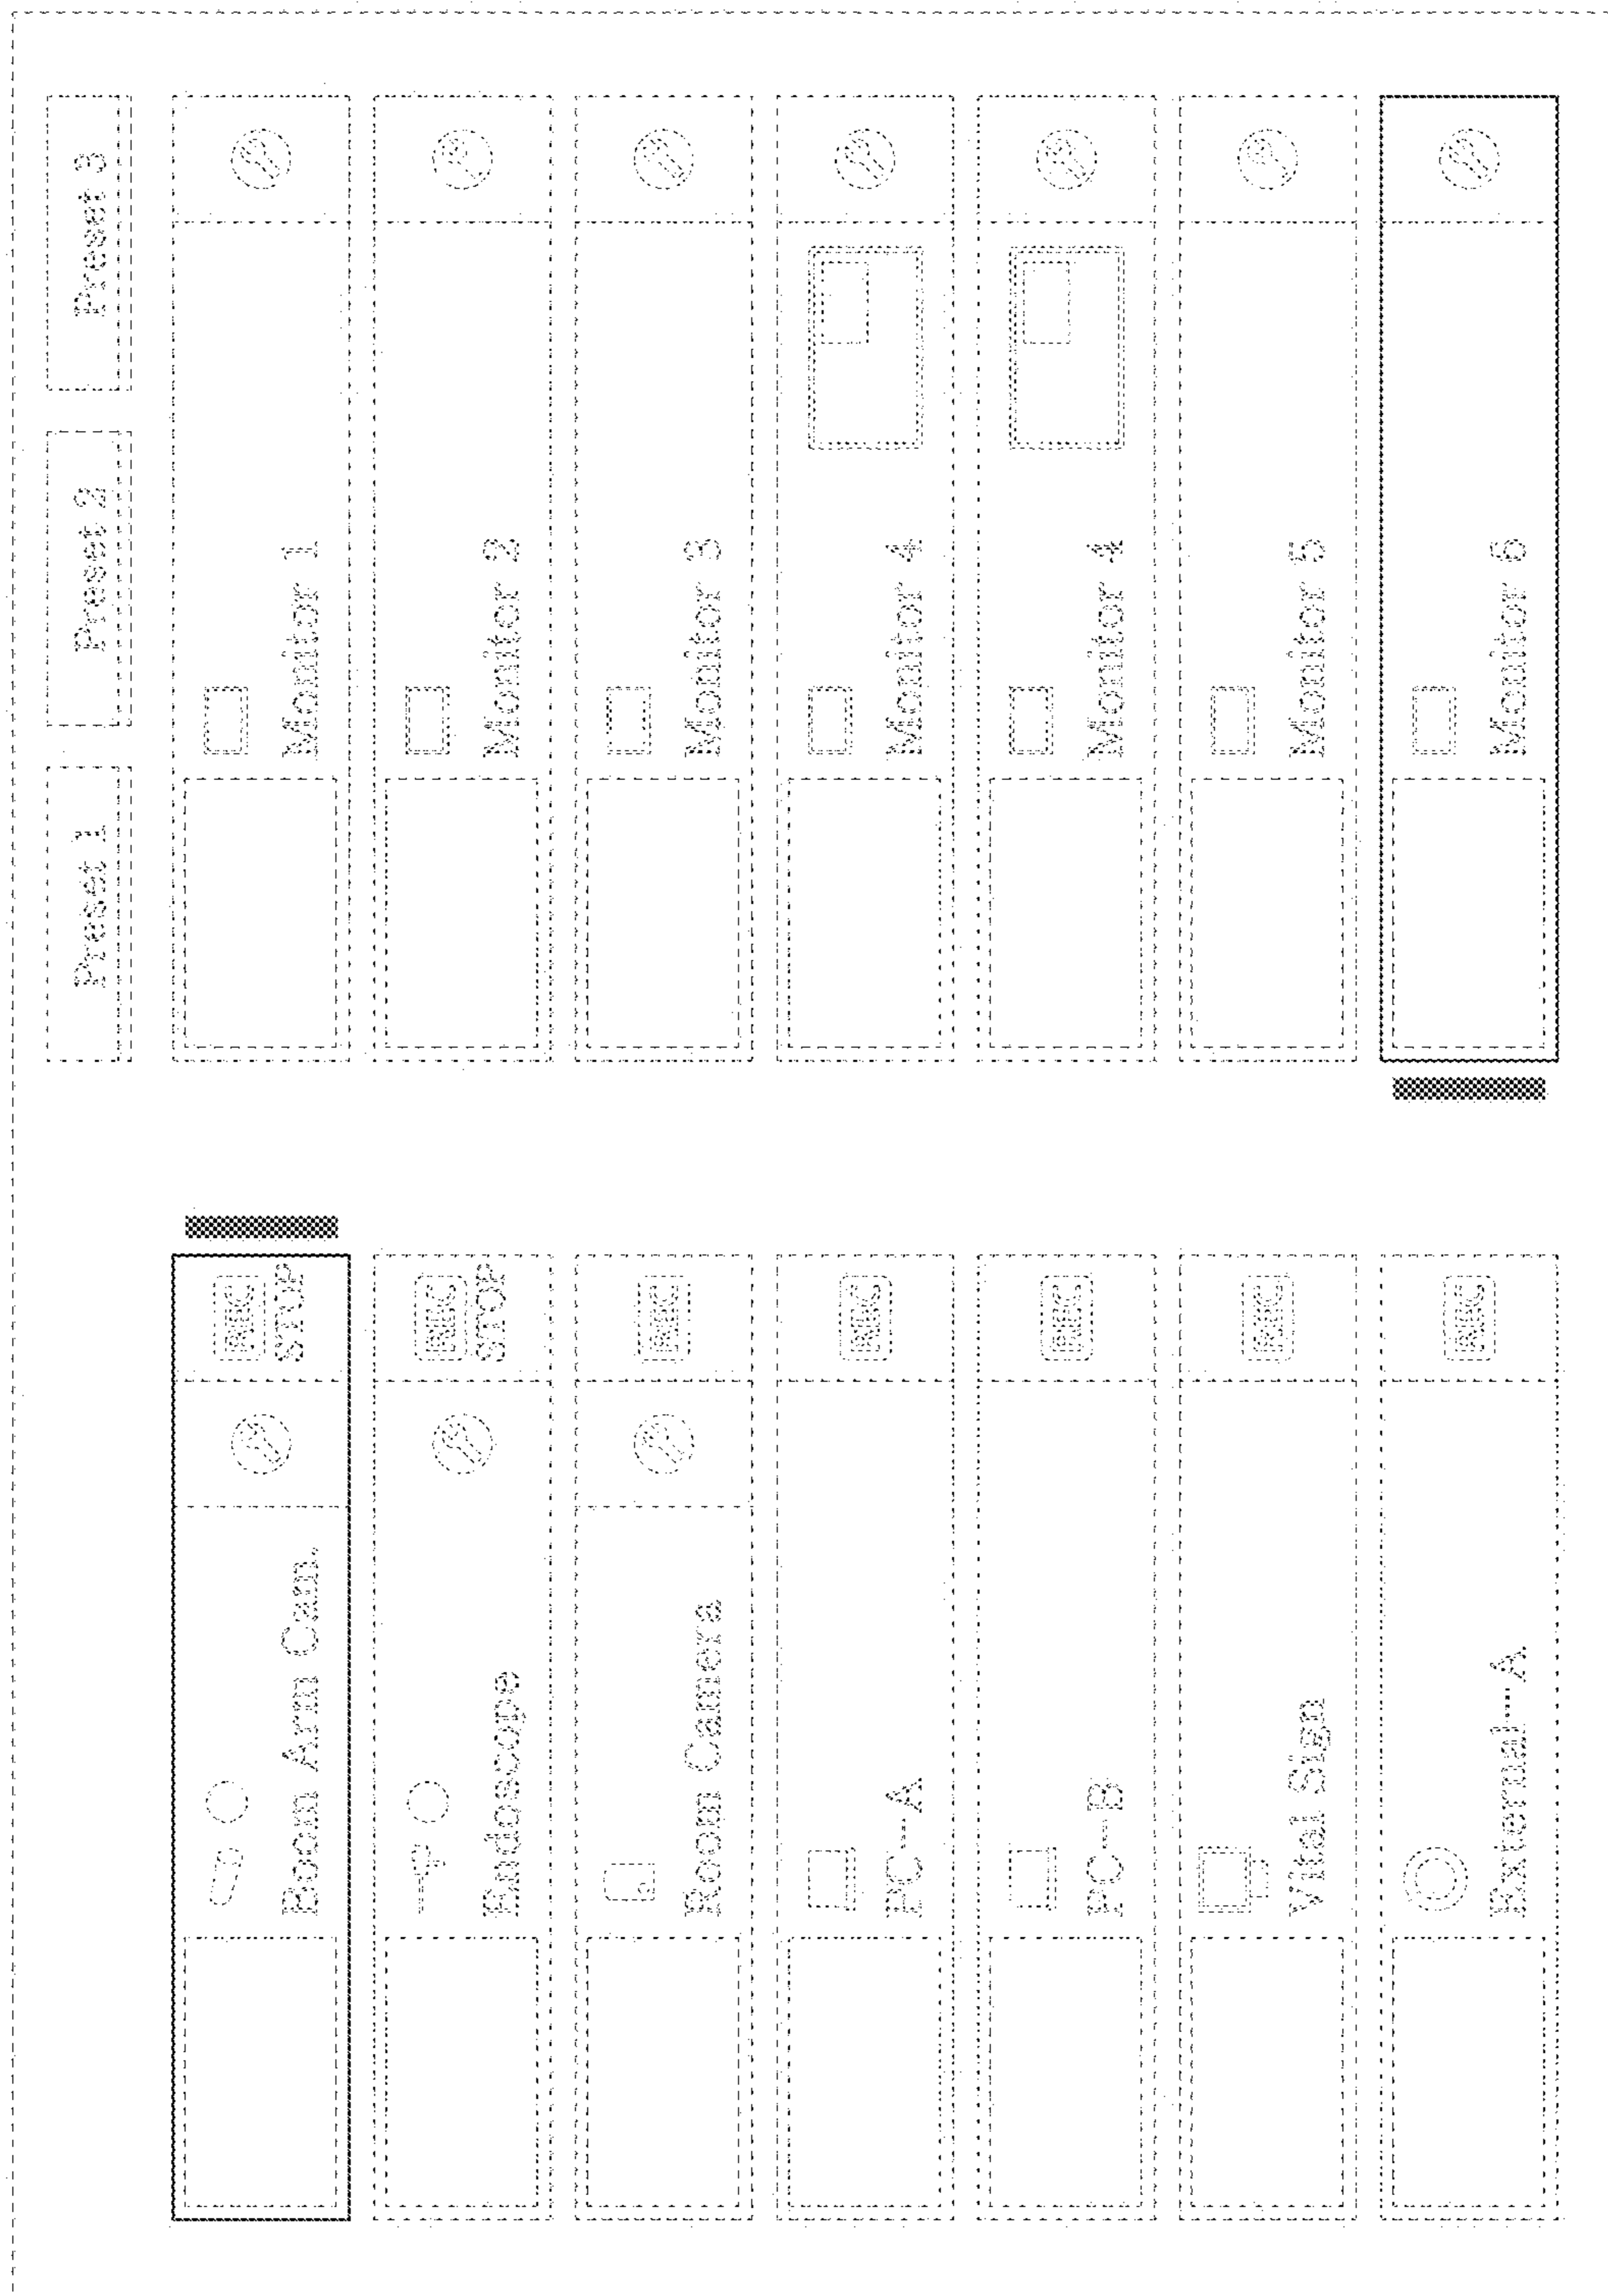 Preset 1 Preset 2 Preset 3
Boom Arm Cam. REC
STOP
Monitor 1
Endoscope REC
STOP
Monitor 2
Room Camera REC
Monitor 3
PC-A REC
Monitor 4
PC-B REC
Monitor 4
Vital Sign REC
Monitor 5
External-A REC
Monitor 6